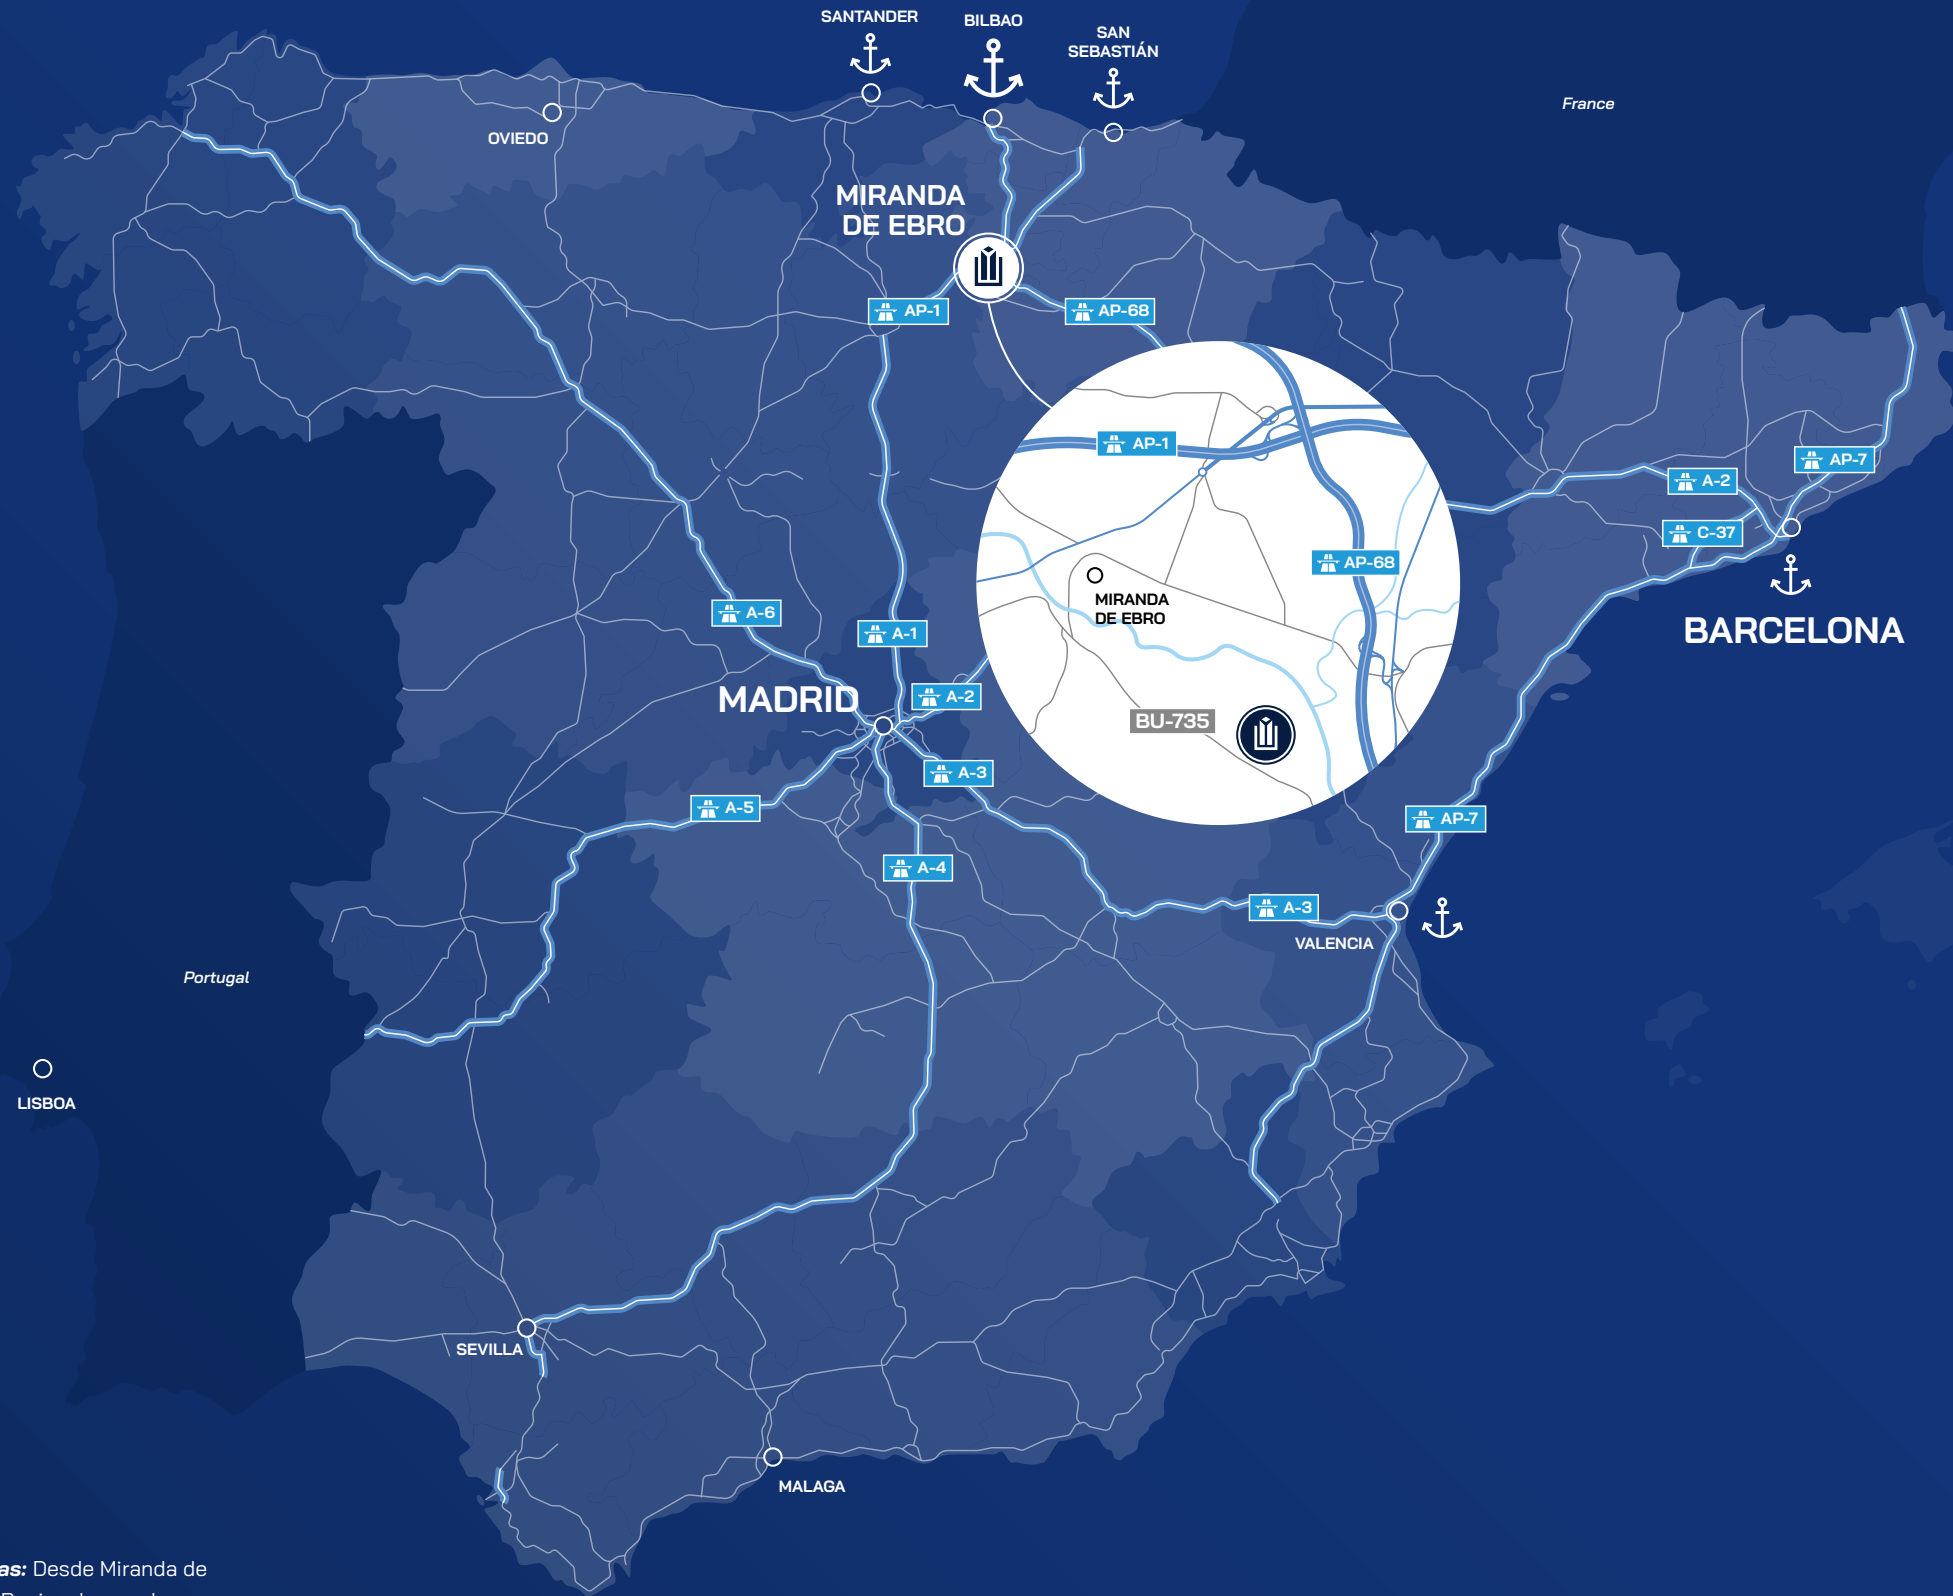 SANTANDER
BILBAO
SAN
SEBASTIÁN
France
OVIEDO
MIRANDA
DE EBRO
AP-1
AP-68
AP-1
AP-7
A-2
C-37
AP-68
MIRANDA
DE EBRO
A-6
A-1
BARCELONA
MADRID
A-2
BU-735
A-3
A-5
AP-7
A-4
A-3
VALENCIA
Portugal
LISBOA
SEVILLA
MALAGA
as: Desde Miranda de